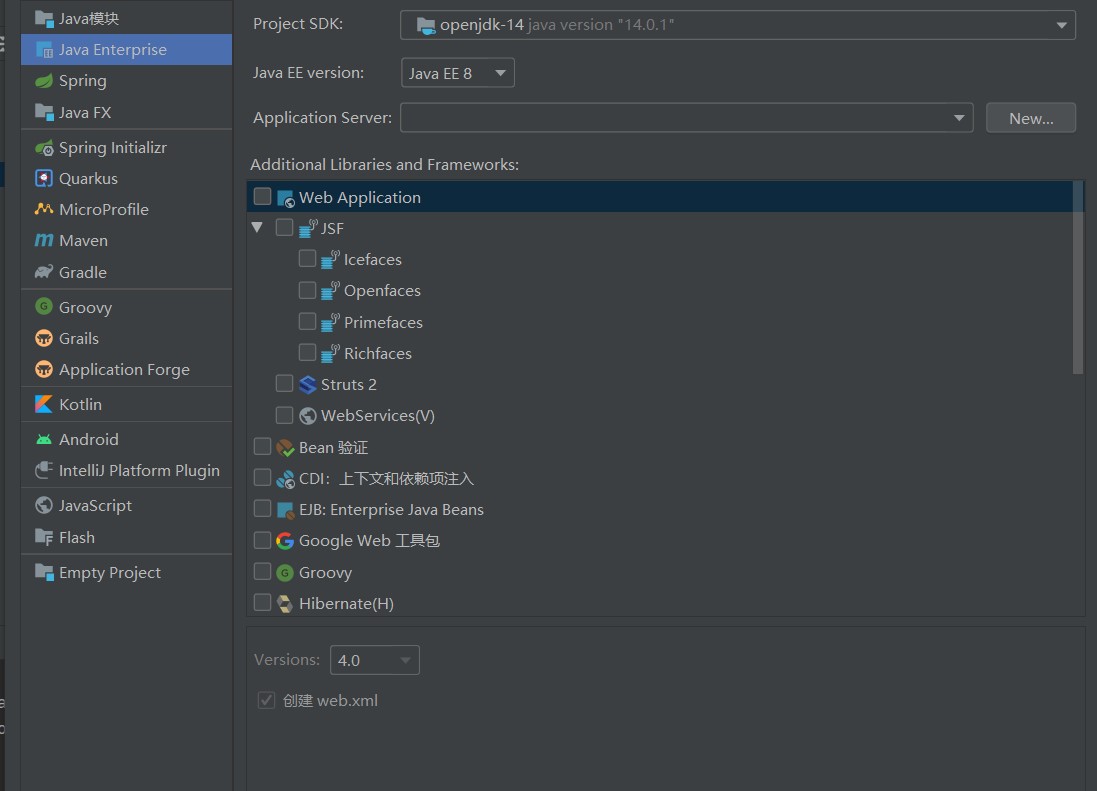 Java模块
Java Enterprise
Spring
Java FX
Spring Initializr
Quarkus
MicroProfile
Maven
Gradle
Groovy
Grails
Application Forge
Kotlin
Android
IntelliJ Platform Plugin
JavaScript
Flash
Empty Project
Project SDK:
openjdk-14 java version "14.0.1"
Java EE version:
Java EE 8
Application Server:
New...
Additional Libraries and Frameworks:
Web Application
JSF
Icefaces
Openfaces
Primefaces
Richfaces
Struts 2
WebServices(V)
Bean 验证
CDI：上下文和依赖项注入
EJB: Enterprise Java Beans
Google Web 工具包
Groovy
Hibernate(H)
Versions:
4.0
创建 web.xml